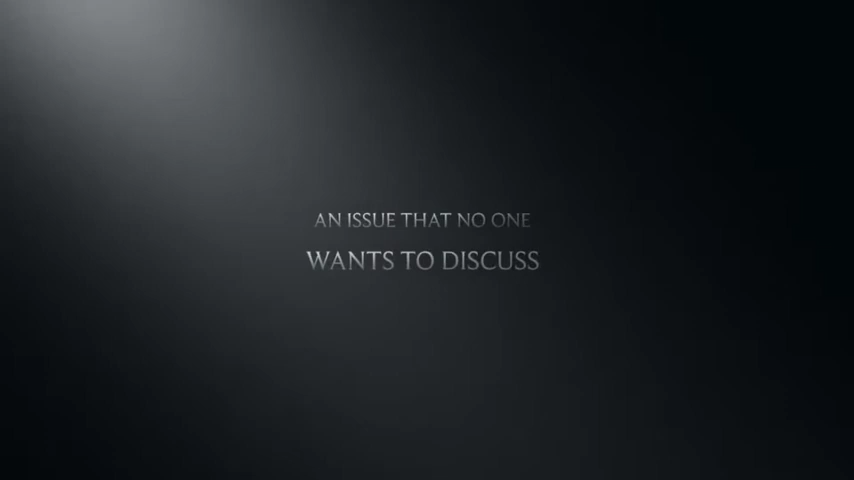 AN ISSUE THAT NO ONE
WANTS TO DISCUSS